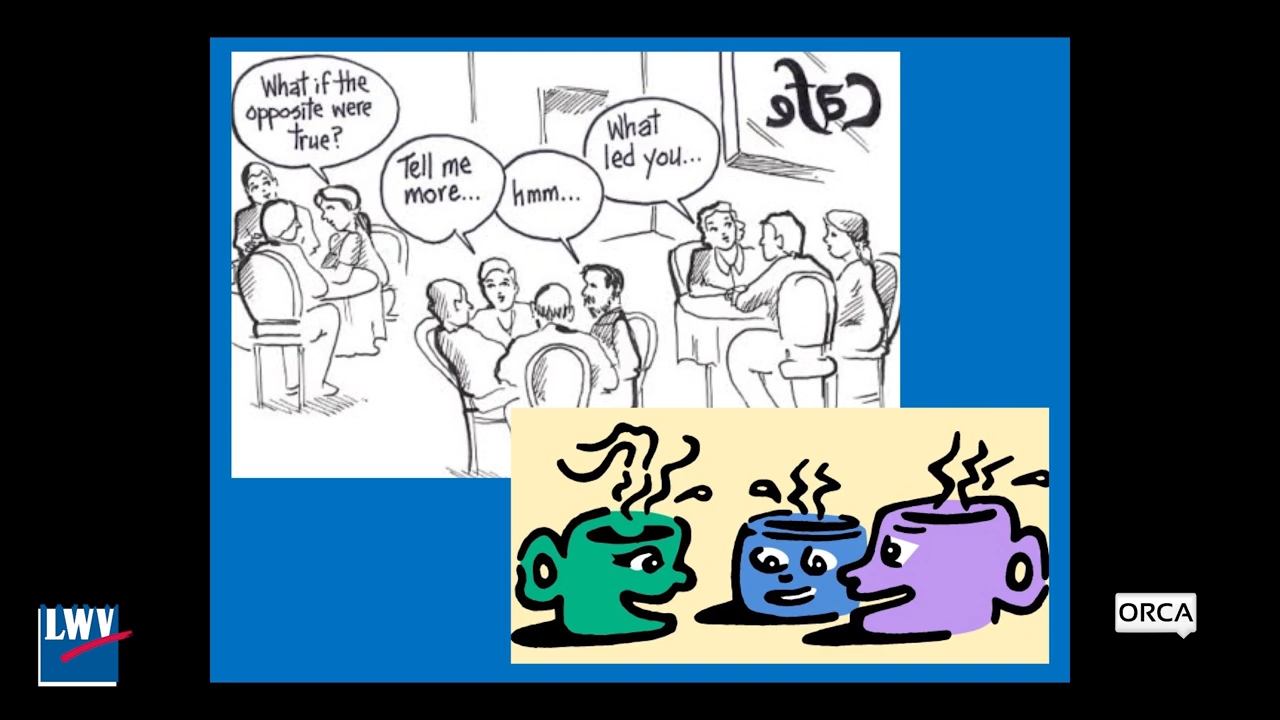 What if the
opposite were
true?
Tell me
more...
hmm...
What
led you...
Cafe
LWV
ORCA